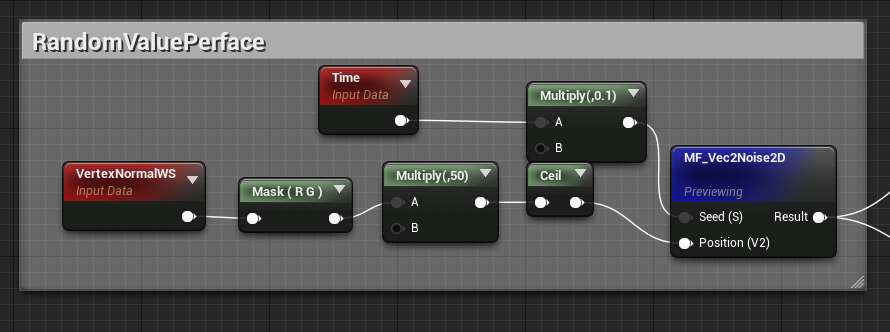 RandomValuePerface
Time
Input Data
Multiply(,0.1)
A
B
VertexNormalWS
Input Data
Mask ( R G )
Multiply(,50)
A
B
Ceil
MF_Vec2Noise2D
Previewing
Seed (S) Result
Position (V2)